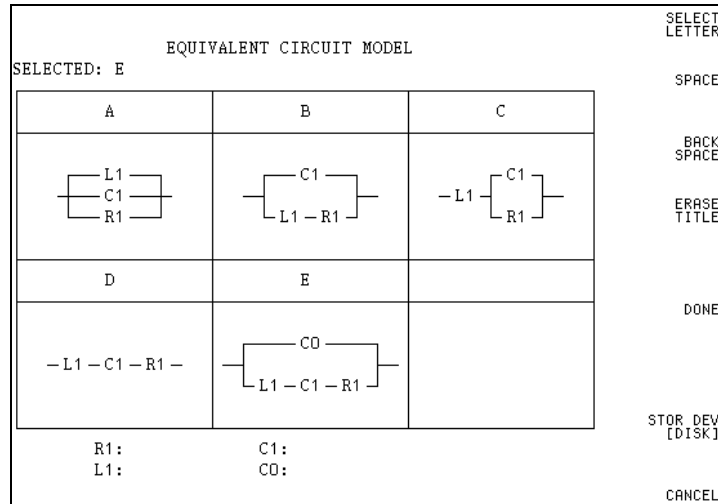 EQUIVALENT CIRCUIT MODEL
SELECTED: E
A B C
L1
C1
R1
C1
L1 R1
L1
C1
R1
D E
L1 C1 R1
C0
L1 C1 R1
R1: C1:
L1: C0:
SELECT
LETTER
SPACE
BACK
SPACE
ERASE
TITLE
DONE
STOR DEV
[DISK]
CANCEL